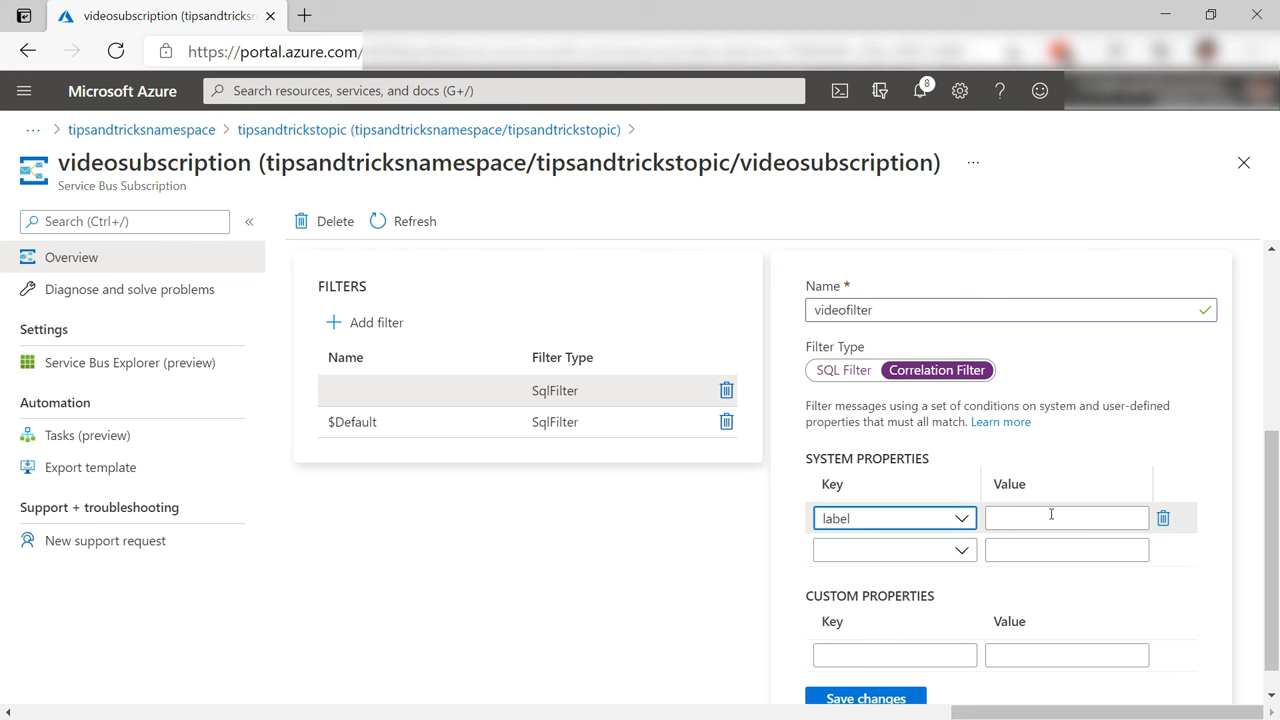 videosubscription (tipsandtricksn
https://portal.azure.com/
Microsoft Azure
Search resources, services, and docs (G+/)
8
... > tipsandtricksnamespace > tipsandtrickstopic (tipsandtricksnamespace/tipsandtrickstopic) >
videosubscription (tipsandtricksnamespace/tipsandtrickstopic/videosubscription) ...
Service Bus Subscription
Search (Ctrl+/)
«
Delete
Refresh
Overview
Diagnose and solve problems
Settings
Service Bus Explorer (preview)
Automation
Tasks (preview)
Export template
Support + troubleshooting
New support request
FILTERS
+ Add filter
Name Filter Type
SqlFilter
$Default SqlFilter
Name *
videofilter
Filter Type
SQL Filter Correlation Filter
Filter messages using a set of conditions on system and user-defined
properties that must all match. Learn more
SYSTEM PROPERTIES
Key Value
label
CUSTOM PROPERTIES
Key Value
Save changes